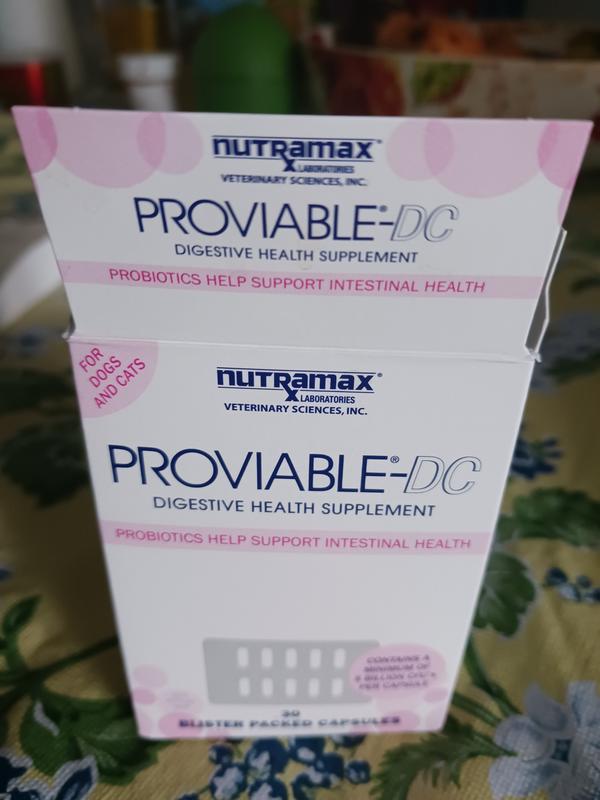 nutramax®
LABORATORIES
VETERINARY SCIENCES, INC.
PROVIABLE®-DC
DIGESTIVE HEALTH SUPPLEMENT
PROBIOTICS HELP SUPPORT INTESTINAL HEALTH
FOR
DOGS
AND CATS
nutramax®
LABORATORIES
VETERINARY SCIENCES, INC.
PROVIABLE®-DC
DIGESTIVE HEALTH SUPPLEMENT
PROBIOTICS HELP SUPPORT INTESTINAL HEALTH
CONTAINS A
MINIMUM OF
5 BILLION CFU's
PER CAPSULE
30
BLISTER PACKED CAPSULES